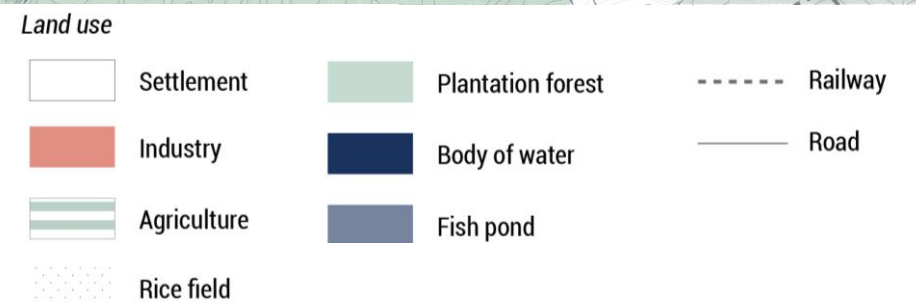 Land use
Settlement
Industry
Agriculture
Rice field
Plantation forest
Body of water
Fish pond
Railway
Road